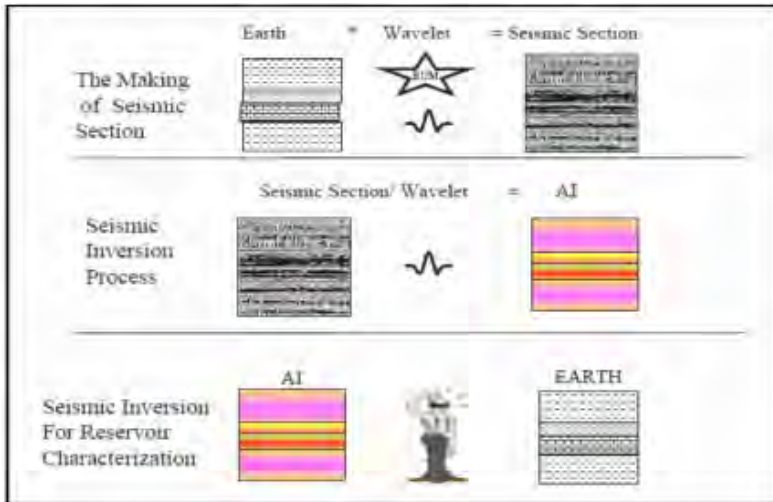 Earth * Wavelet = Seismic Section
The Making
of Seismic
Section
BUM
Seismic Section/ Wavelet = AI
Seismic
Inversion
Process
AI
EARTH
Seismic Inversion
For Reservoir
Characterization